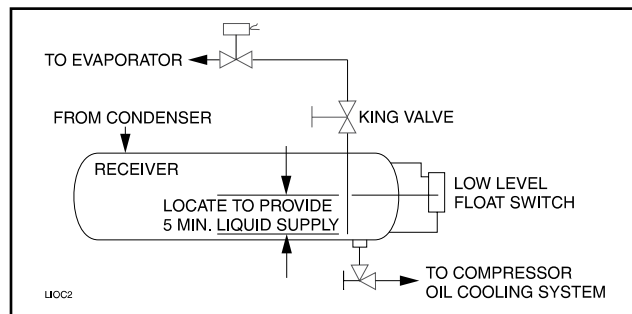 TO EVAPORATOR
FROM CONDENSER
KING VALVE
RECEIVER
LOCATE TO PROVIDE
5 MIN. LIQUID SUPPLY
LOW LEVEL
FLOAT SWITCH
TO COMPRESSOR
OIL COOLING SYSTEM
LIOC2